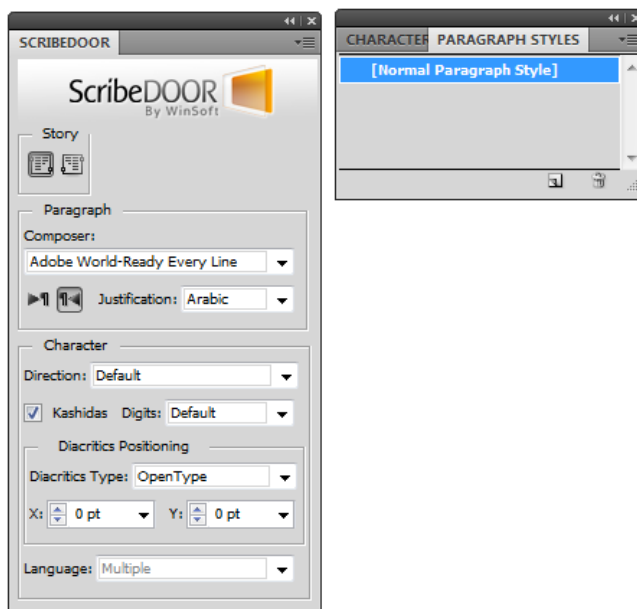 SCRIBEDOOR
ScribeDOOR
By WinSoft
Story
Paragraph
Composer:
Adobe World-Ready Every Line
Justification: Arabic
Character
Direction: Default
Kashidas Digits: Default
Diacritics Positioning
Diacritics Type: OpenType
X: 0 pt Y: 0 pt
Language: Multiple
CHARACTER PARAGRAPH STYLES
[Normal Paragraph Style]